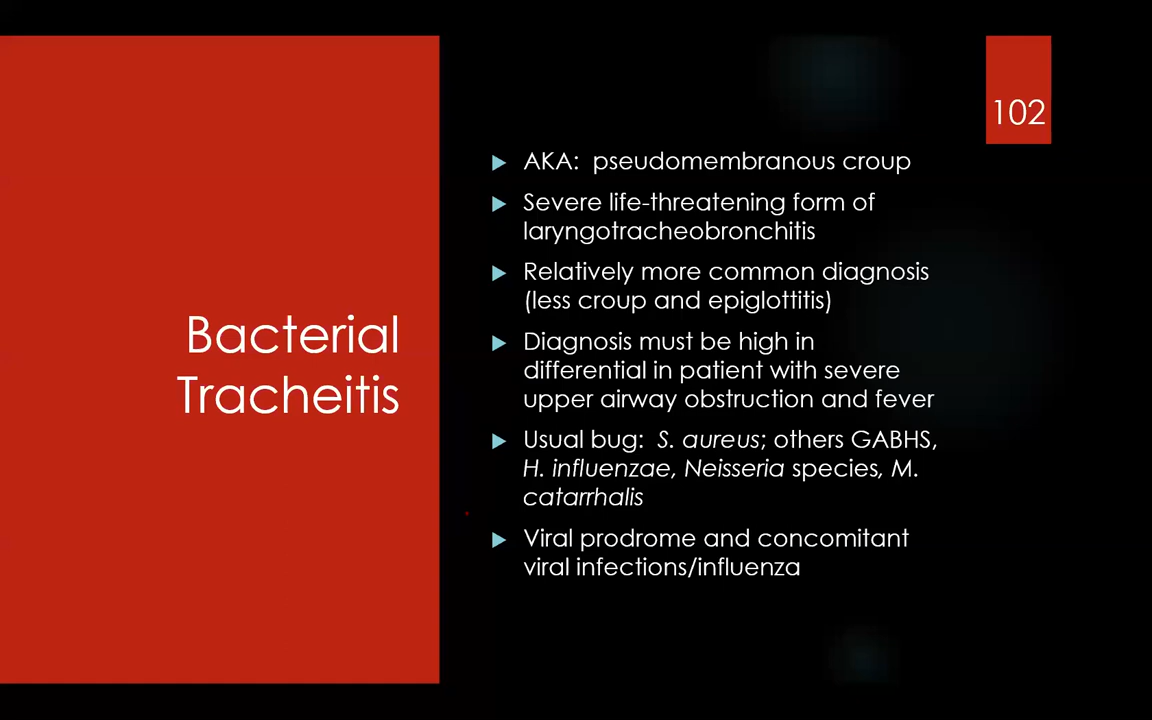 102
Bacterial
Tracheitis
AKA:  pseudomembranous croup
Severe life-threatening form of
laryngotracheobronchitis
Relatively more common diagnosis
(less croup and epiglottitis)
Diagnosis must be high in
differential in patient with severe
upper airway obstruction and fever
Usual bug:  S. aureus; others GABHS,
H. influenzae, Neisseria species, M.
catarrhalis
Viral prodrome and concomitant
viral infections/influenza